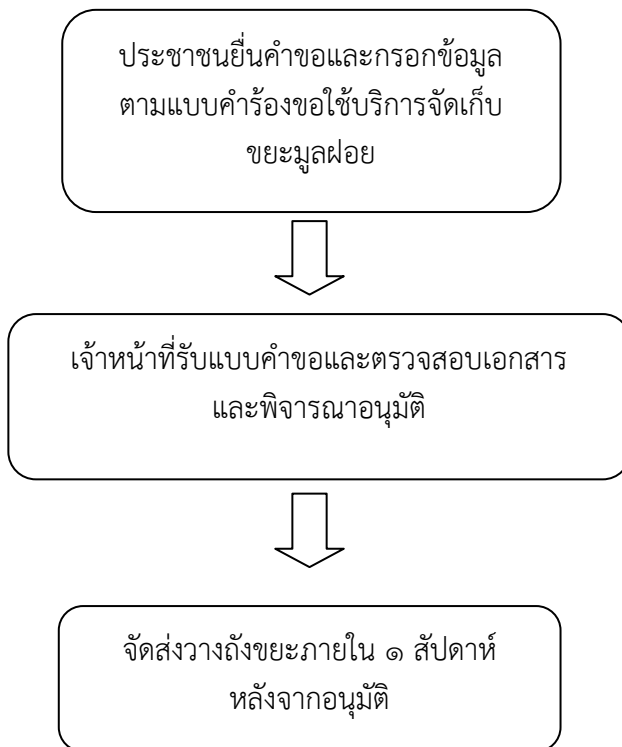 ประชาชนยื่นคำขอและกรอกข้อมูล
ตามแบบคำร้องขอใช้บริการจัดเก็บ
ขยะมูลฝอย
เจ้าหน้าที่รับแบบคำขอและตรวจสอบเอกสาร
และพิจารณาอนุมัติ
จัดส่งวางถังขยะภายใน ๑ สัปดาห์
หลังจากอนุมัติ